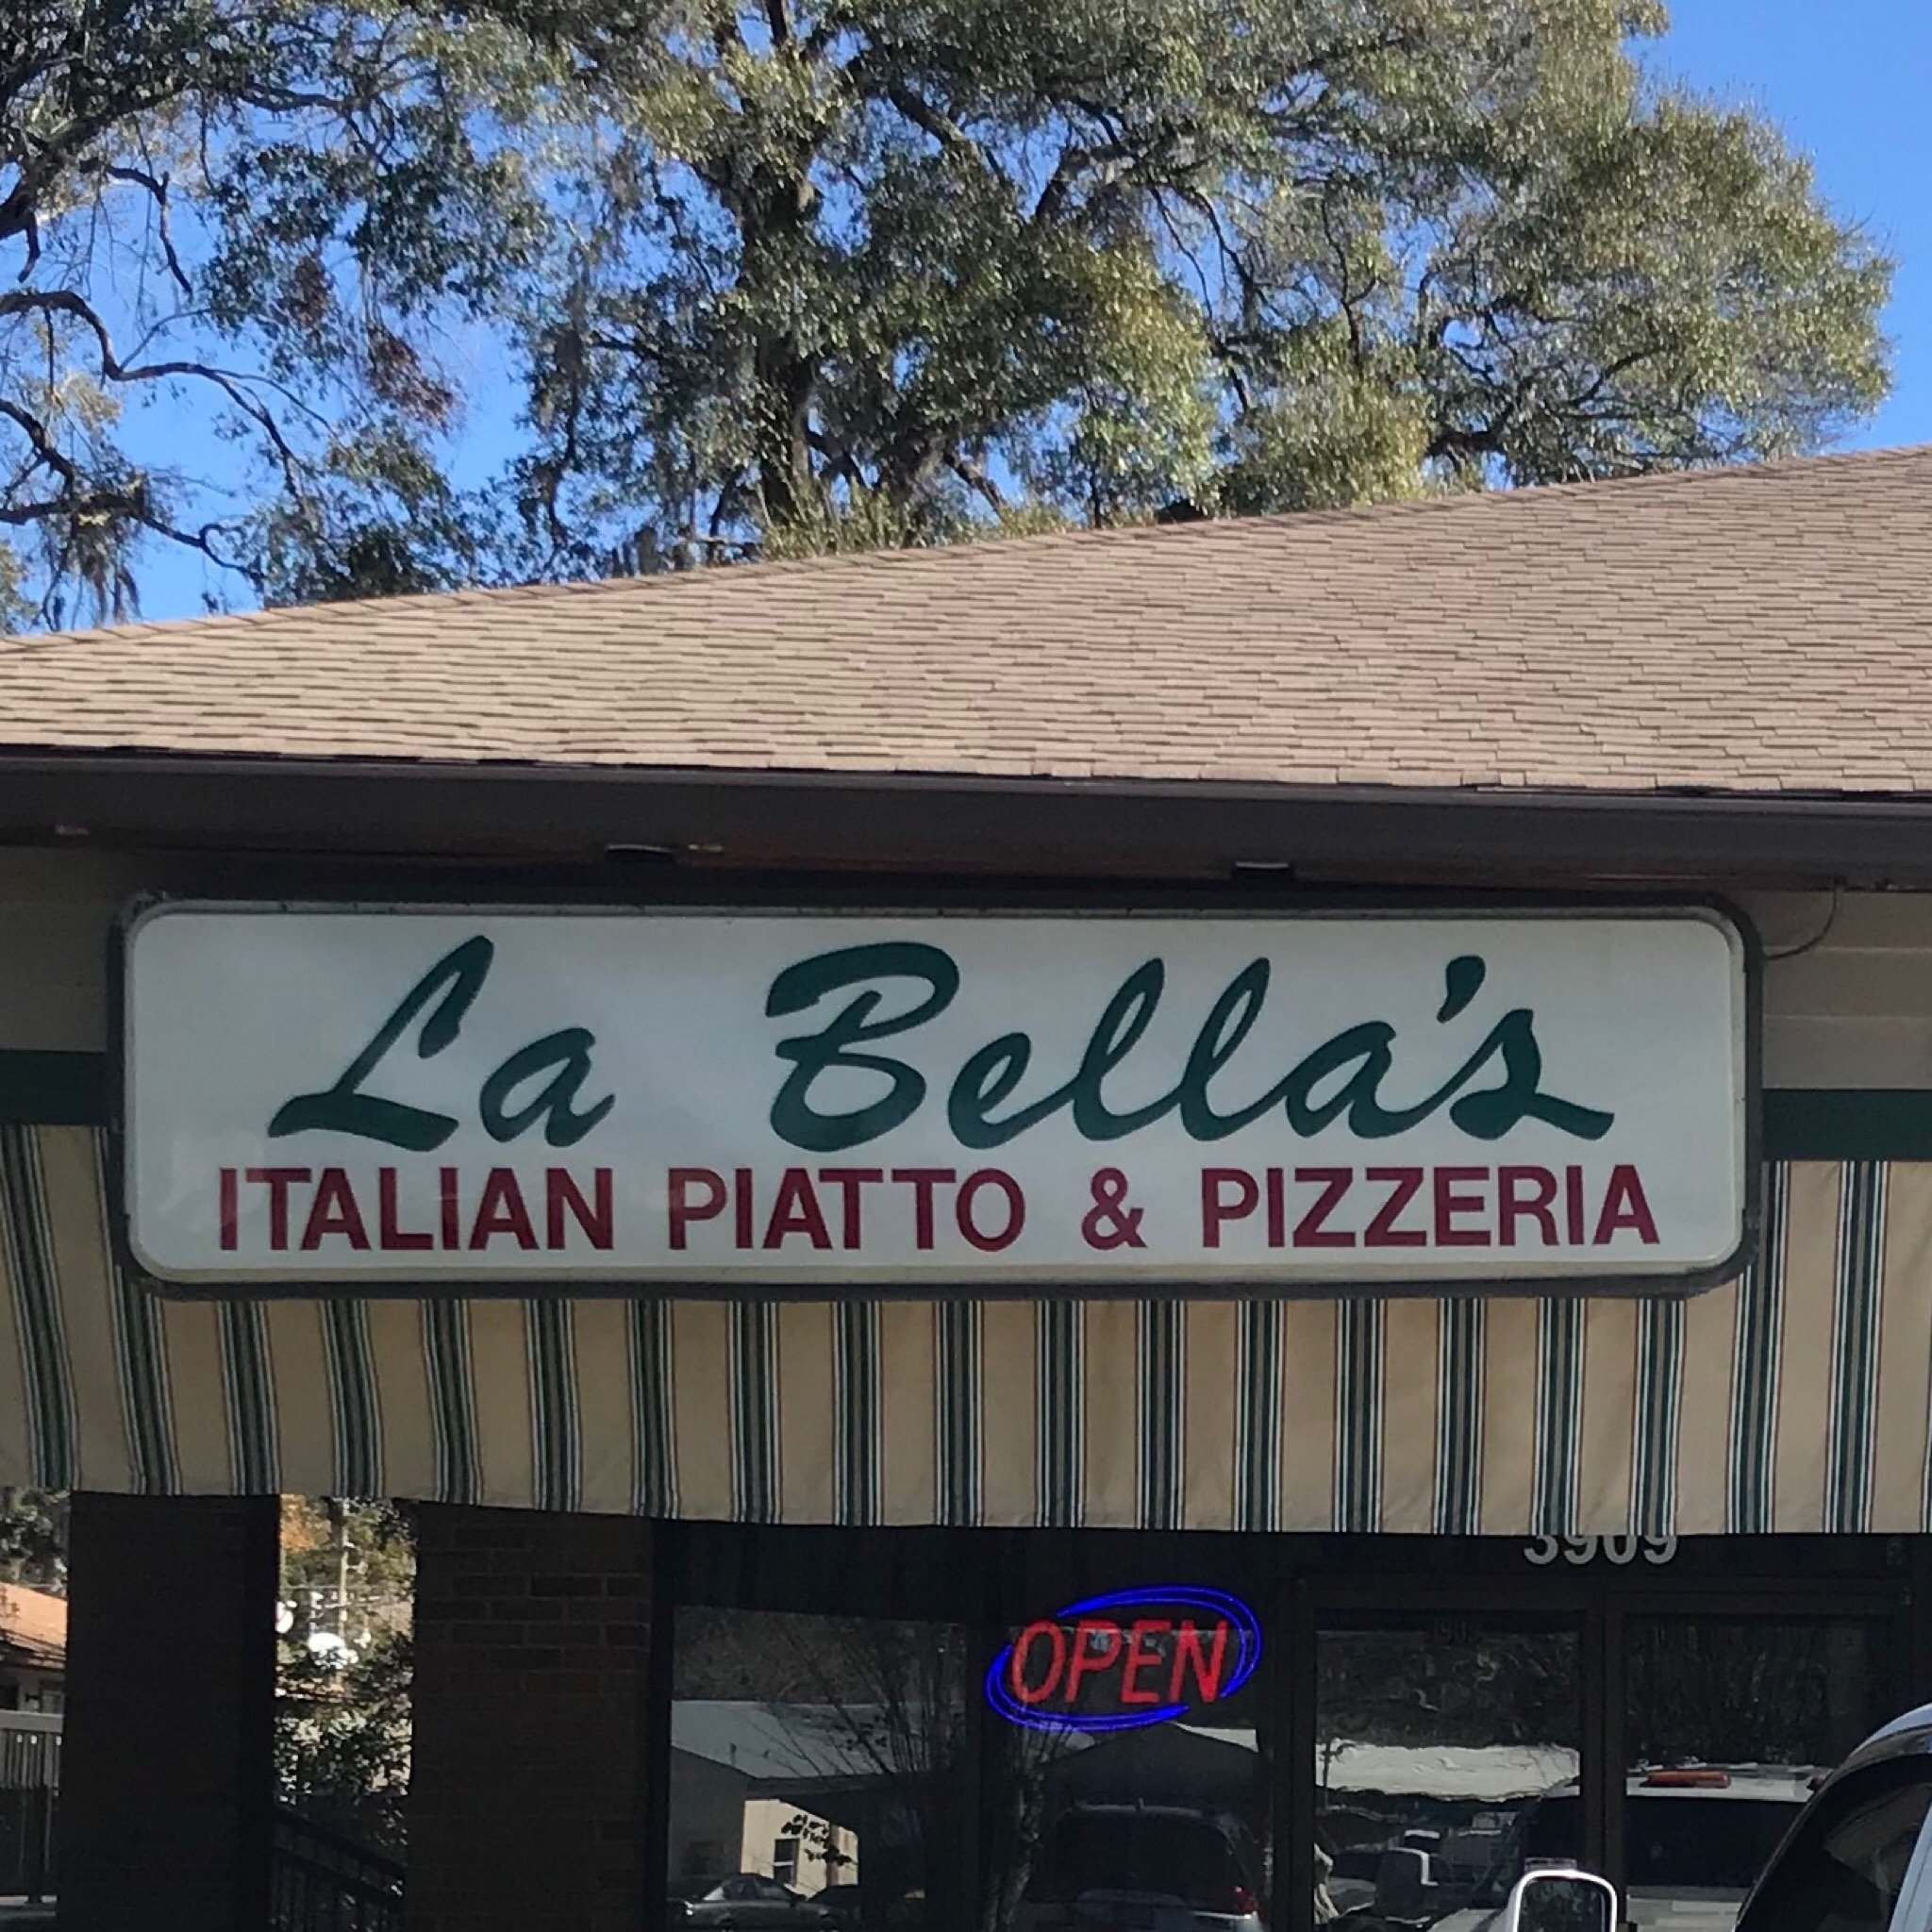 La Bella's
ITALIAN PIATTO & PIZZERIA
3909
OPEN